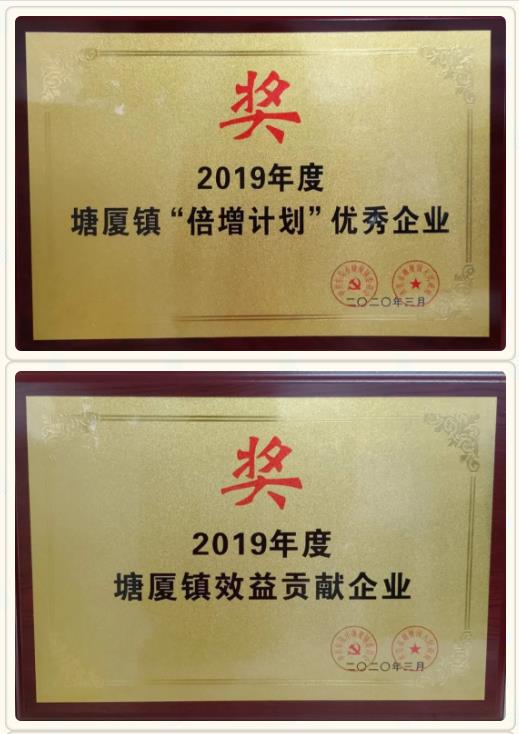 奖
2019年度
塘厦镇“倍增计划”优秀企业
二〇二〇年三月
奖
2019年度
塘厦镇效益贡献企业
二〇二〇年三月